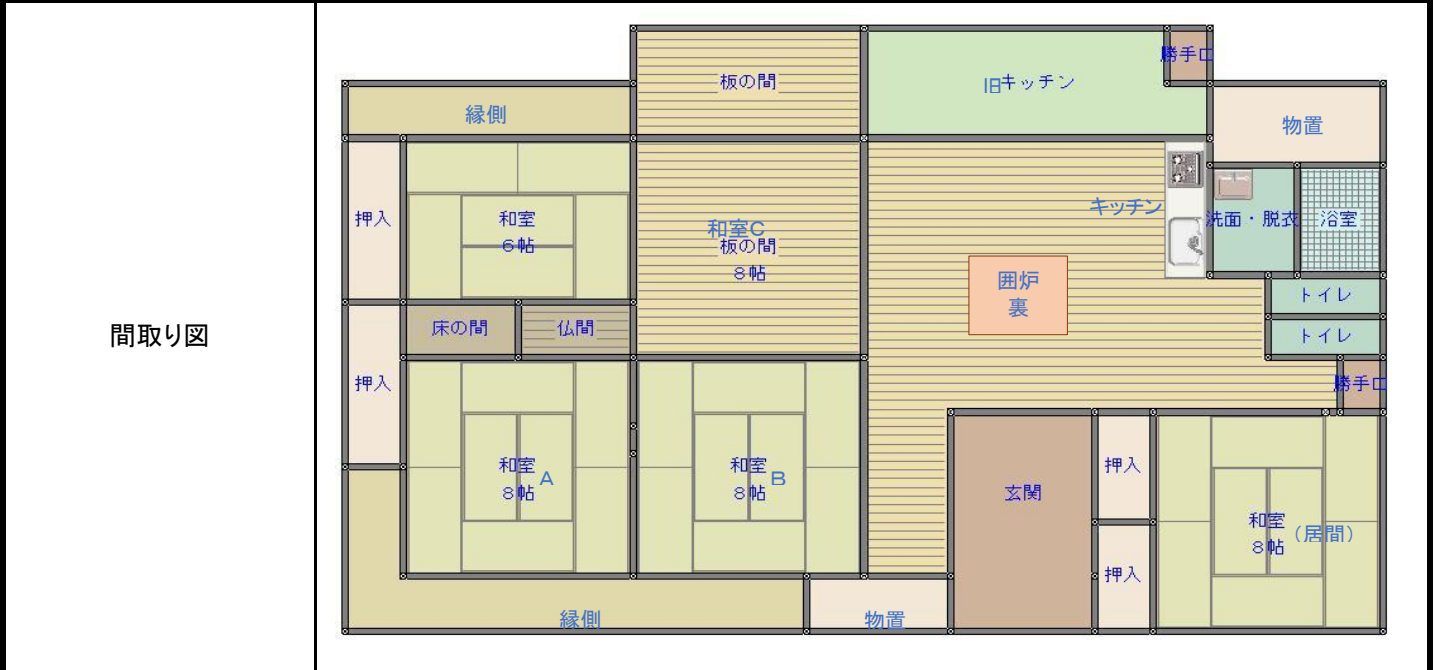 間取り図
勝手口
板の間
旧キッチン
縁側
物置
押入
和室
6帖
和室C
板の間
8帖
キッチン
洗面・脱衣
浴室
囲炉
裏
トイレ
トイレ
床の間
仏間
押入
勝手口
和室 A
8帖
和室 B
8帖
玄関
押入
和室 (居間)
8帖
押入
縁側
物置